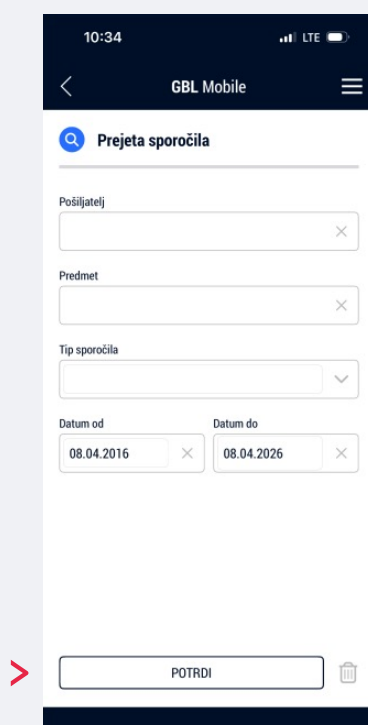 10:34 LTE
GBL Mobile
Prejeta sporočila
Pošiljatelj
Predmet
Tip sporočila
Datum od Datum do
08.04.2016 08.04.2026
POTRDI